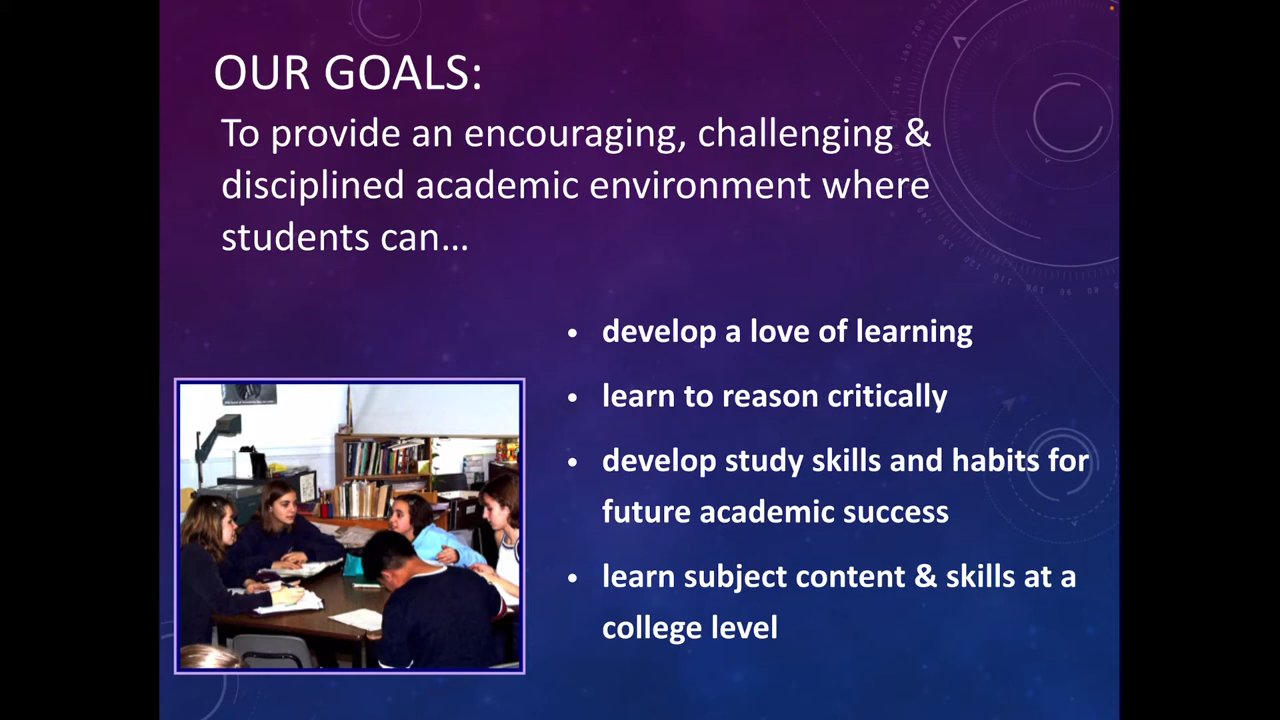 OUR GOALS:
To provide an encouraging, challenging &
disciplined academic environment where
students can…
• develop a love of learning
• learn to reason critically
• develop study skills and habits for
future academic success
• learn subject content & skills at a
college level